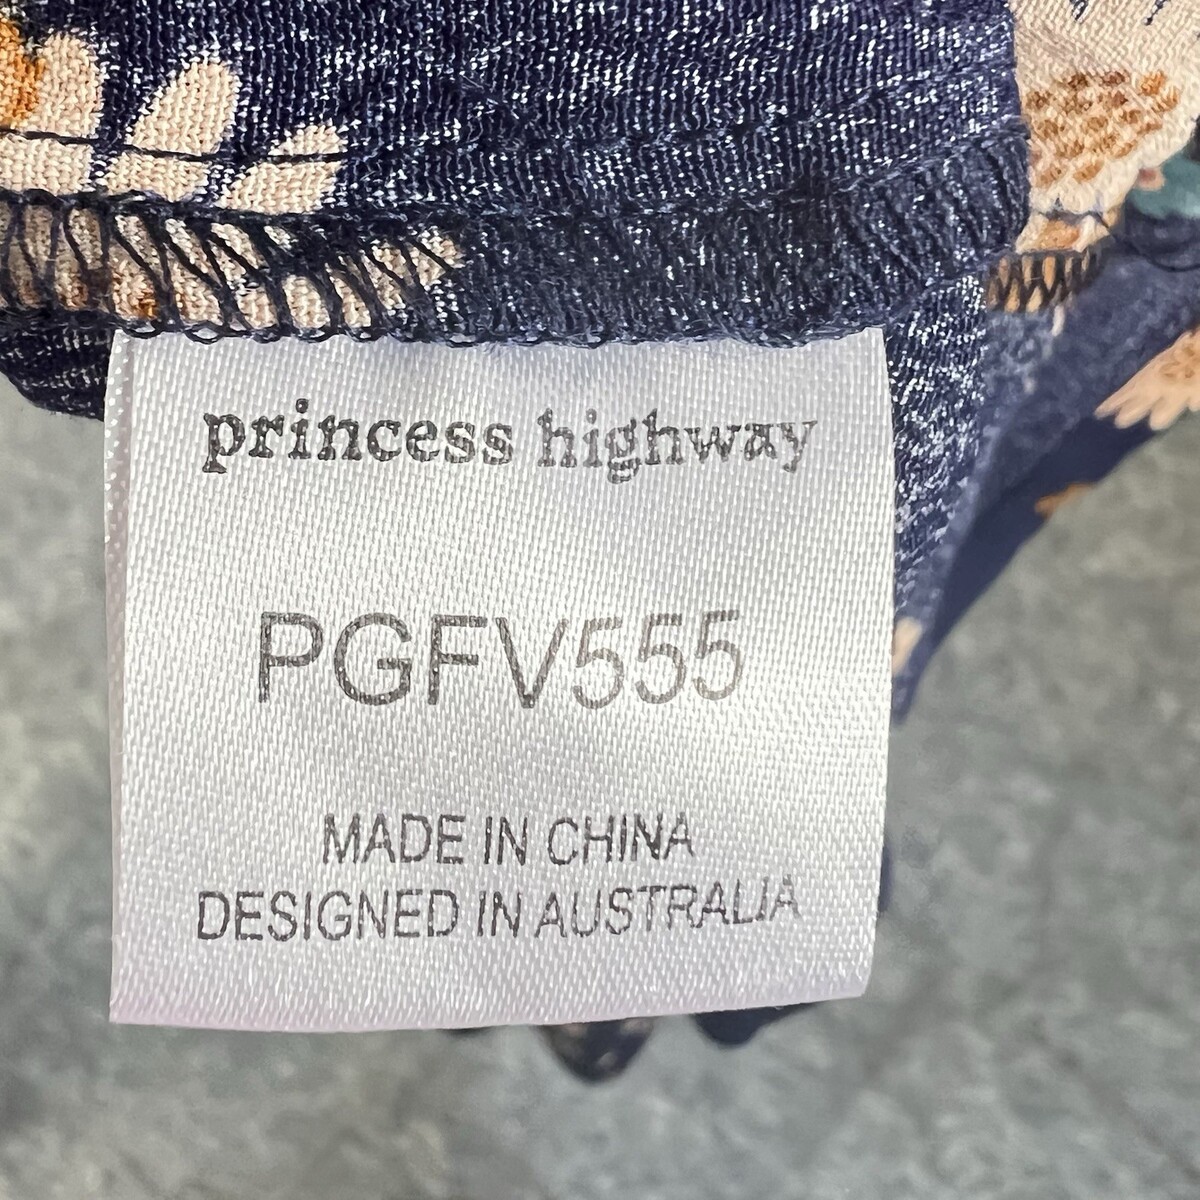 princess highway
PGFV555
MADE IN CHINA
DESIGNED IN AUSTRALIA